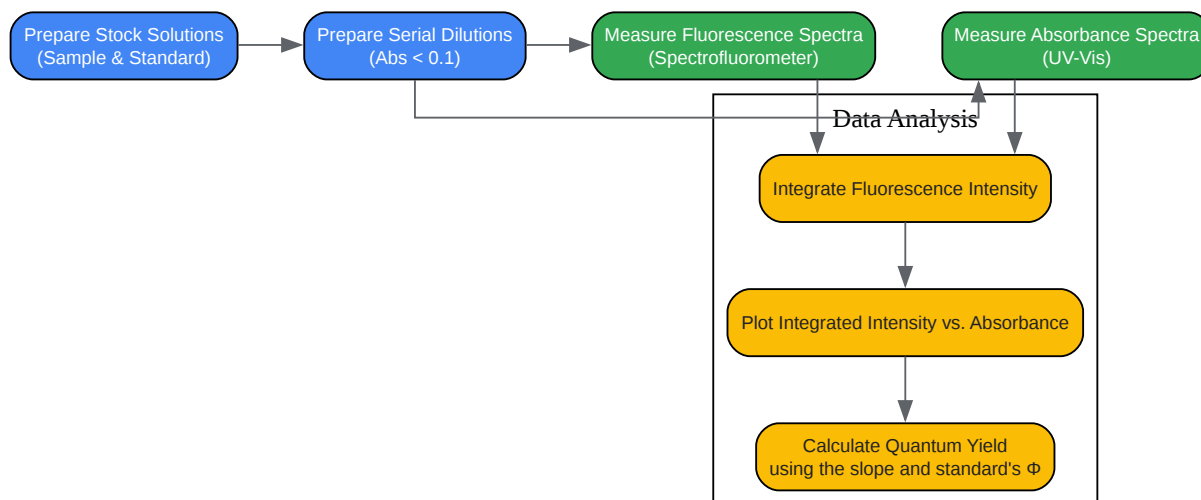 Prepare Stock Solutions
(Sample & Standard)
Prepare Serial Dilutions
(Abs < 0.1)
Measure Fluorescence Spectra
(Spectrofluorometer)
Measure Absorbance Spectra
(UV-Vis)
Data Analysis
Integrate Fluorescence Intensity
Plot Integrated Intensity vs. Absorbance
Calculate Quantum Yield
using the slope and standard's Φ